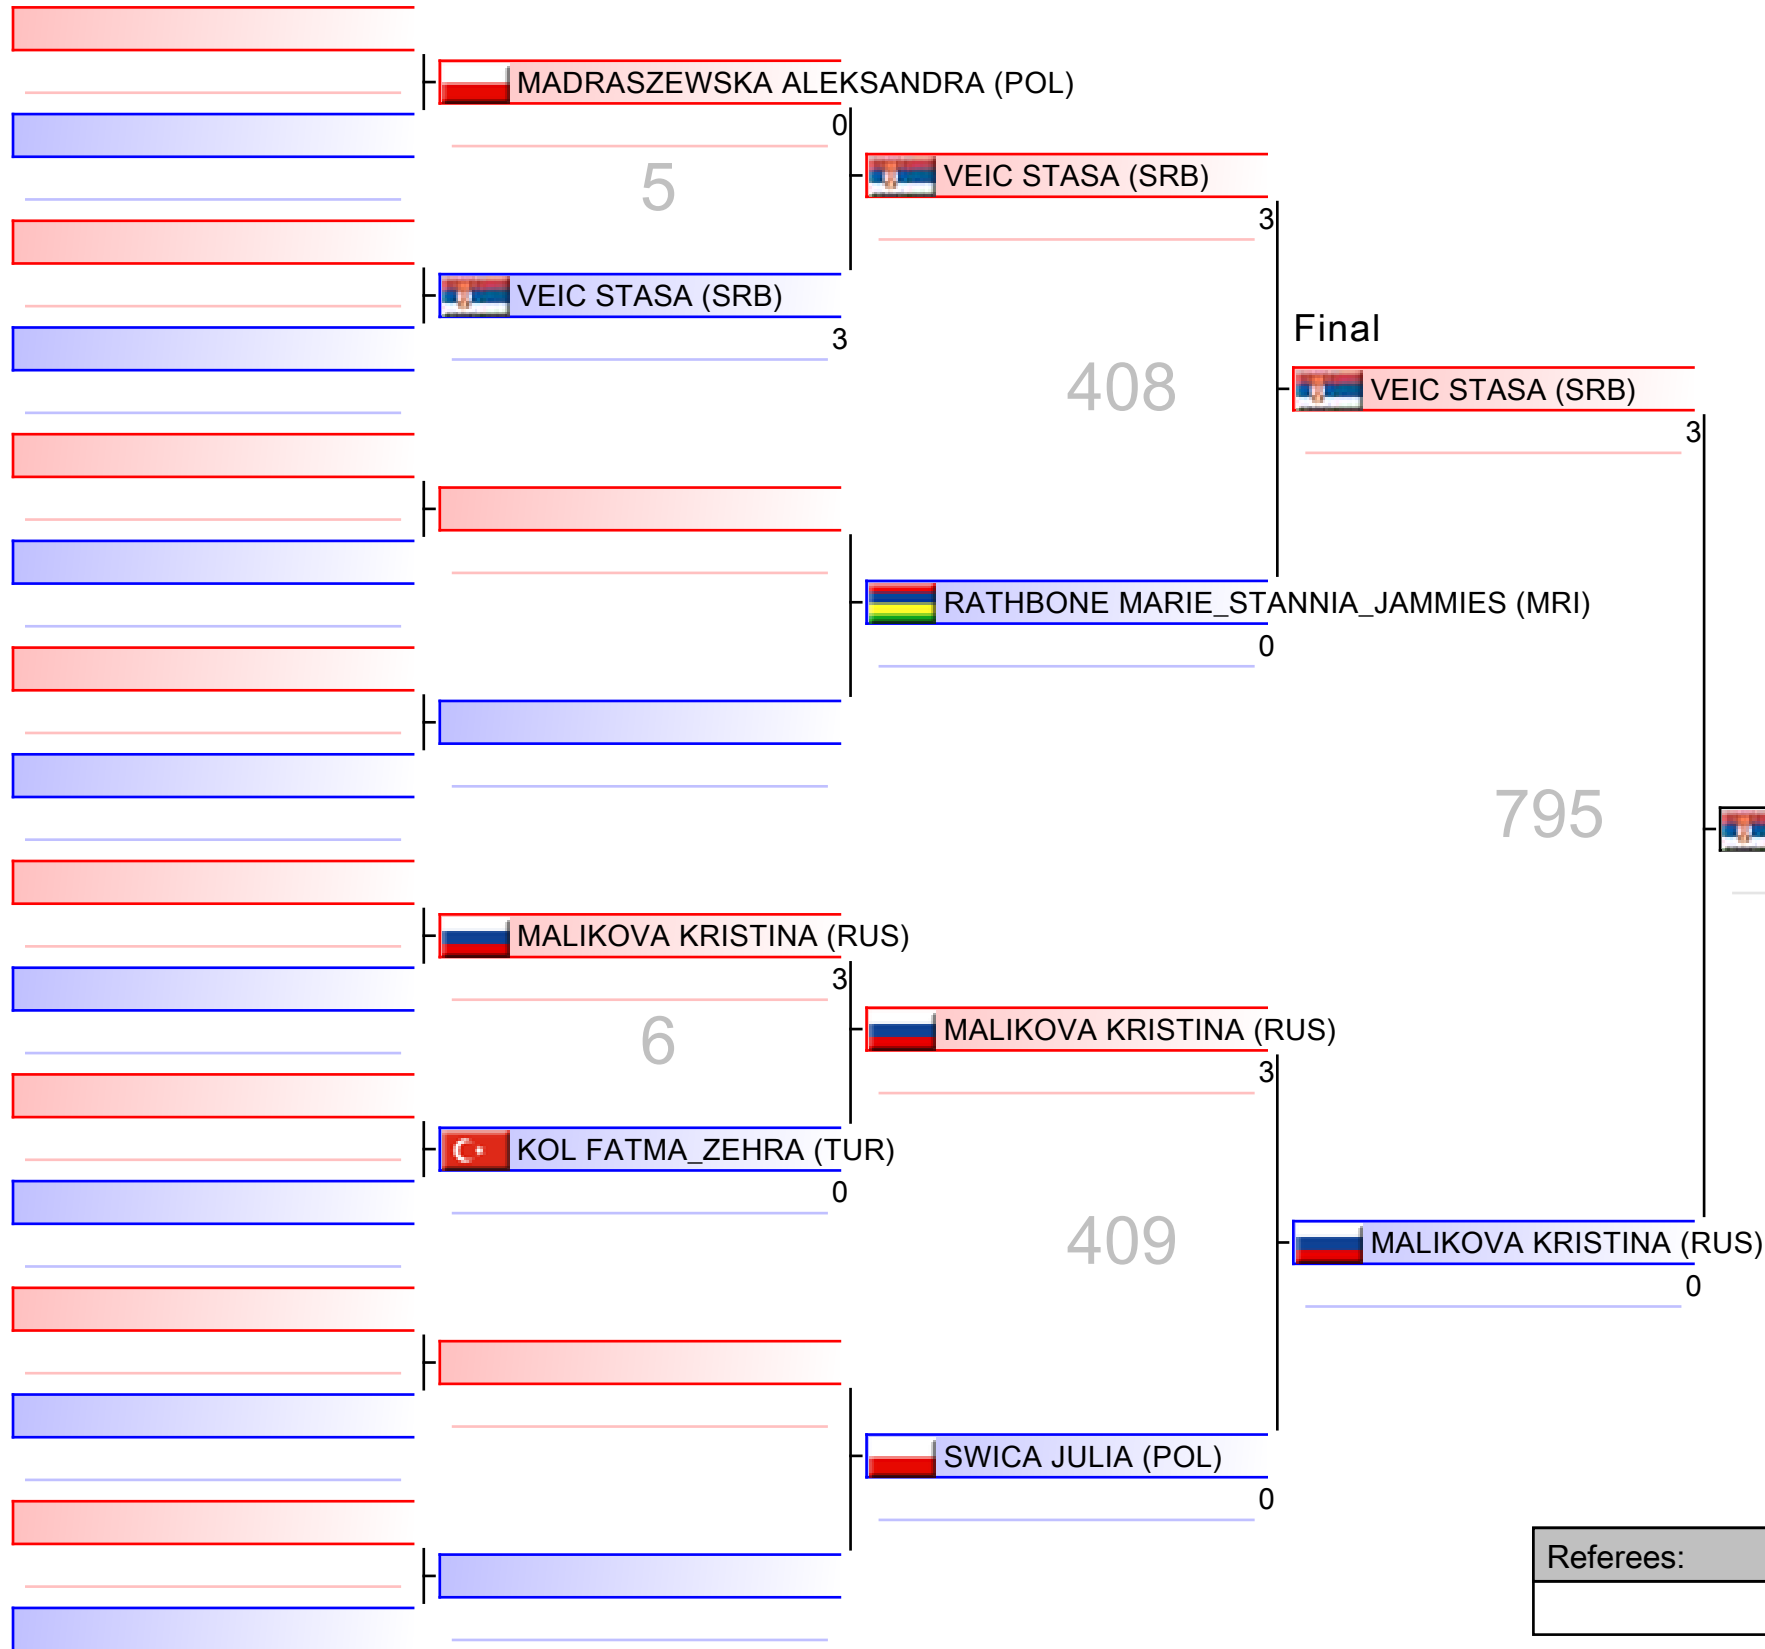 MADRASZEWSKA ALEKSANDRA (POL)
0
5
VEIC STASA (SRB)
3
VEIC STASA (SRB)
3
408
RATHBONE MARIE_STANNIA_JAMMIES (MRI)
0
Final
VEIC STASA (SRB)
3
795
MALIKOVA KRISTINA (RUS)
3
6
KOL FATMA_ZEHRA (TUR)
0
MALIKOVA KRISTINA (RUS)
3
409
SWICA JULIA (POL)
0
MALIKOVA KRISTINA (RUS)
0
Referees: